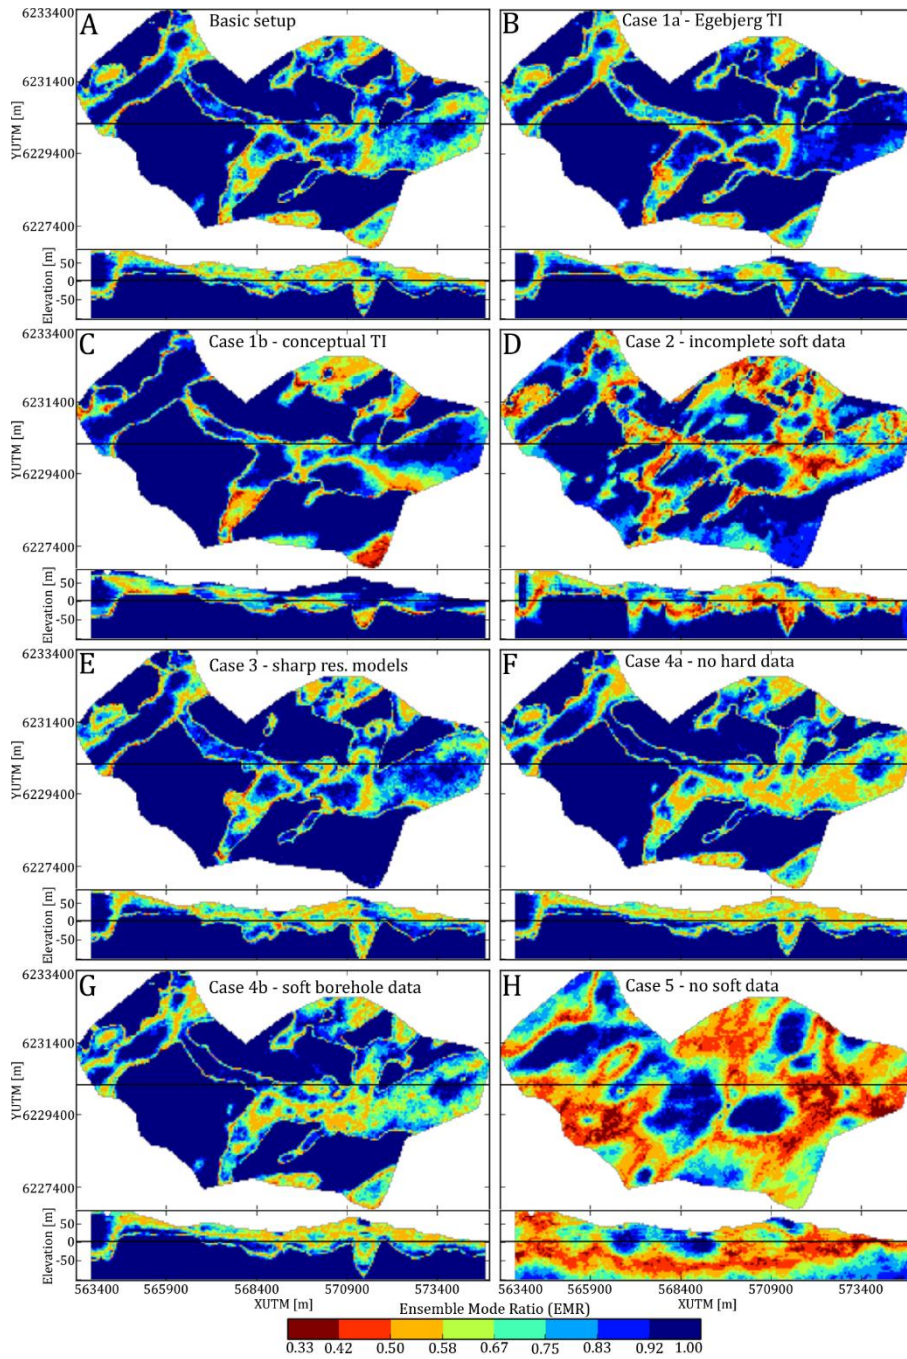 A Basic setup
B Case 1a - Egebjerg TI
6233400
6231400
6229400
6227400
YUTM [m]
50
0
-50
Elevation [m]
C Case 1b - conceptual TI
D Case 2 - incomplete soft data
6233400
6231400
6229400
6227400
YUTM [m]
50
0
-50
Elevation [m]
E Case 3 - sharp res. models
F Case 4a - no hard data
6233400
6231400
6229400
6227400
YUTM [m]
50
0
-50
Elevation [m]
G Case 4b - soft borehole data
H Case 5 - no soft data
6233400
6231400
6229400
6227400
YUTM [m]
50
0
-50
Elevation [m]
563400 565900 568400 570900 573400 565900 568400 570900 573400
XUTM [m] XUTM [m]
Ensemble Mode Ratio (EMR)
0.33 0.42 0.50 0.58 0.67 0.75 0.83 0.92 1.00